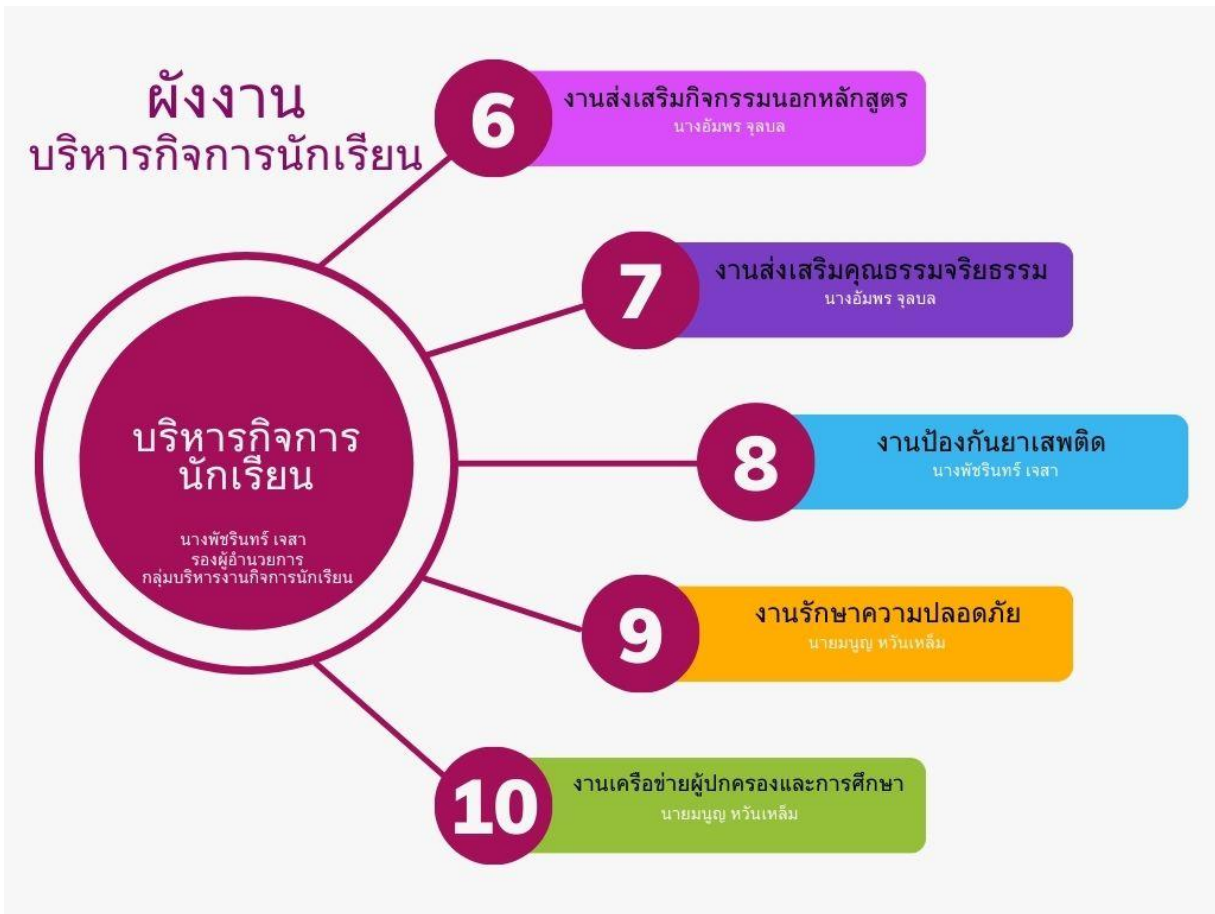 ผังงาน
บริหารกิจการนักเรียน
6
งานส่งเสริมกิจกรรมนอกหลักสูตร
นางอัมพร จุลบล
7
งานส่งเสริมคุณธรรมจริยธรรม
นางอัมพร จุลบล
บริหารกิจการ
นักเรียน
นางพัชรินทร์ เจสา
รองผู้อำนวยการ
กลุ่มบริหารงานกิจการนักเรียน
8
งานป้องกันยาเสพติด
นางพัชรินทร์ เจสา
9
งานรักษาความปลอดภัย
นายมนูญ หวันเหล็ม
10
งานเครือข่ายผู้ปกครองและการศึกษา
นายมนูญ หวันเหล็ม